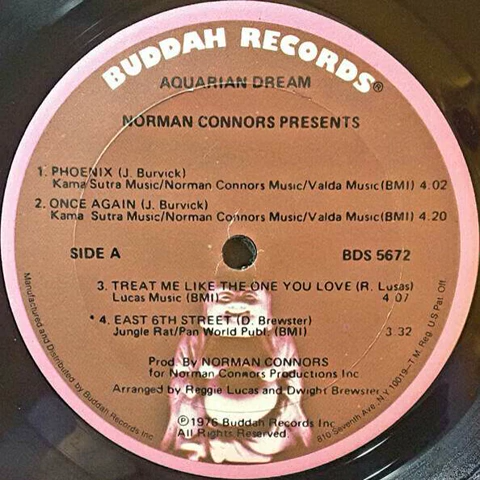 BUDDAH RECORDS®
AQUARIAN DREAM
NORMAN CONNORS PRESENTS
1. PHOENIX (J. Burvick)
Kama Sutra Music/Norman Connors Music/Valda Music(BMI) 4.02
2. ONCE AGAIN (J. Burvick)
Kama Sutra Music/Norman Connors Music/Valda Music(BMI) 4.20
SIDE A
BDS 5672
3. TREAT ME LIKE THE ONE YOU LOVE (R. Lusas)
Lucas Music (BMI) 4.07
* 4. EAST 6TH STREET (D. Brewster)
Jungle Rat/Pan World Publ. (BMI) 3.32
Prod. By NORMAN CONNORS
for Norman Connors Productions Inc
Arranged by Reggie Lucas and Dwight Brewster
℗1976 Buddah Records Inc
All Rights Reserved.
Manufactured and Distributed by Buddah Records Inc
810 Seventh Ave., N Y 10019-T.M Reg. U.S Pat. Off